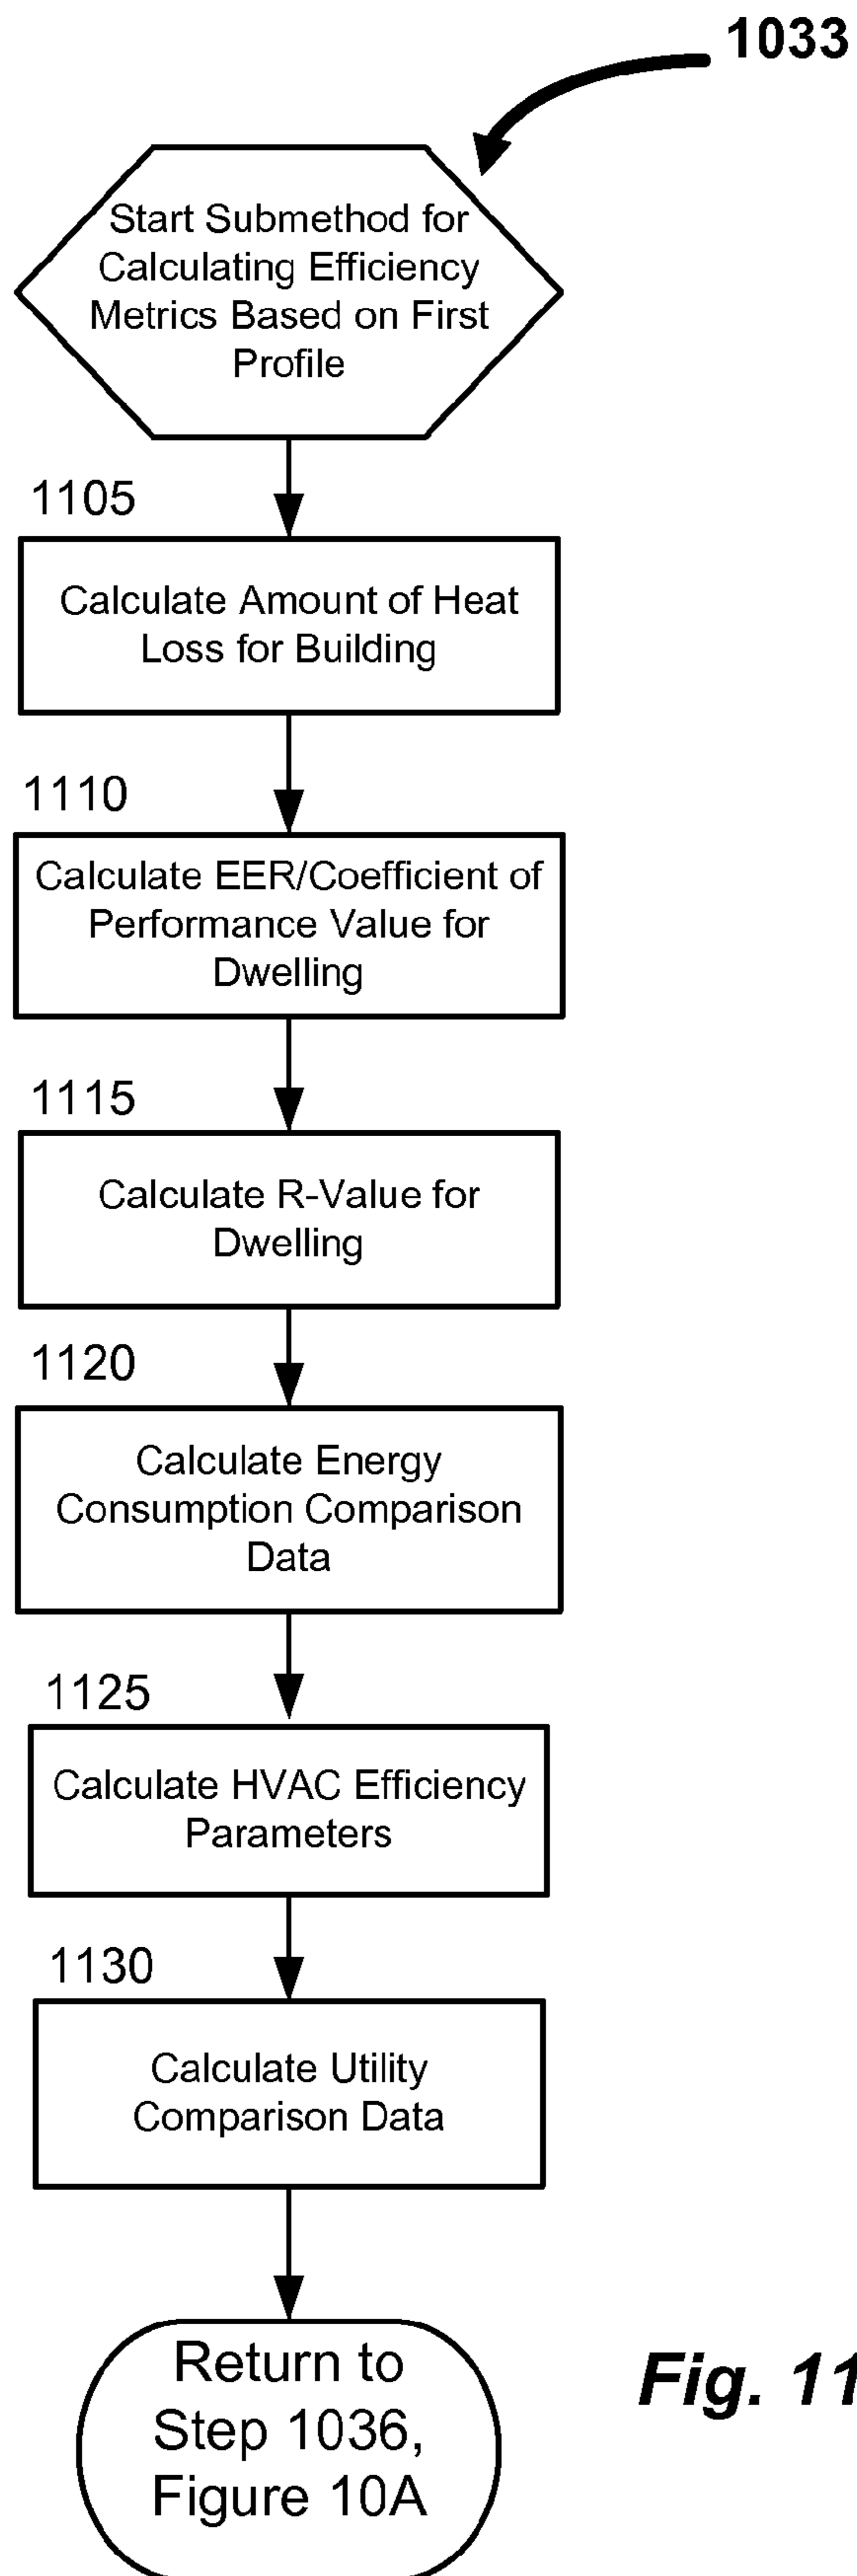 1033
Start Submethod for
Calculating Efficiency
Metrics Based on First
Profile
1105
Calculate Amount of Heat
Loss for Building
1110
Calculate EER/Coefficient of
Performance Value for
Dwelling
1115
Calculate R-Value for
Dwelling
1120
Calculate Energy
Consumption Comparison
Data
1125
Calculate HVAC Efficiency
Parameters
1130
Calculate Utility
Comparison Data
Return to
Step 1036,
Figure 10A
Fig. 11